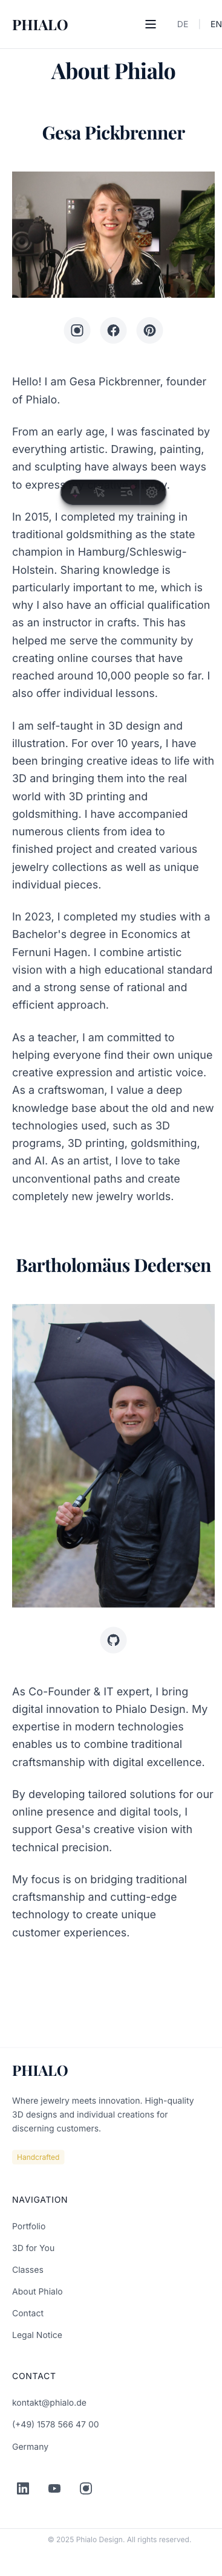 PHIALO
DE
EN
About Phialo
Gesa Pickbrenner
Hello! I am Gesa Pickbrenner, founder
of Phialo.
From an early age, I was fascinated by
everything artistic. Drawing, painting,
and sculpting have always been ways
to
In 2015, I completed my training in
traditional goldsmithing as the state
champion in Hamburg/Schleswig-
Holstein. Sharing knowledge is
particularly important to me, which is
why I also have an official qualification
as an instructor in crafts. This has
helped me serve the community by
creating online courses that have
reached around 10,000 people so far. I
also offer individual lessons.
I am self-taught in 3D design and
illustration. For over 10 years, I have
been bringing creative ideas to life with
3D and bringing them into the real
world with 3D printing and
goldsmithing. I have accompanied
numerous clients from idea to
finished project and created various
jewelry collections as well as unique
individual pieces.
In 2023, I completed my studies with a
Bachelor's degree in Economics at
Fernuni Hagen. I combine artistic
vision with a high educational standard
and a strong sense of rational and
efficient approach.
As a teacher, I am committed to
helping everyone find their own unique
creative expression and artistic voice.
As a craftswoman, I value a deep
knowledge base about the old and new
technologies used, such as 3D
programs, 3D printing, goldsmithing,
and AI. As an artist, I love to take
unconventional paths and create
completely new jewelry worlds.
Bartholomäus Dedersen
As Co-Founder & IT expert, I bring
digital innovation to Phialo Design. My
expertise in modern technologies
enables us to combine traditional
craftsmanship with digital excellence.
By developing tailored solutions for our
online presence and digital tools, I
support Gesa's creative vision with
technical precision.
My focus is on bridging traditional
craftsmanship and cutting-edge
technology to create unique
customer experiences.
PHIALO
Where jewelry meets innovation. High-quality
3D designs and individual creations for
discerning customers.
Handcrafted
NAVIGATION
Portfolio
3D for You
Classes
About Phialo
Contact
Legal Notice
CONTACT
kontakt@phialo.de
(+49) 1578 566 47 00
Germany
© 2025 Phialo Design. All rights reserved.